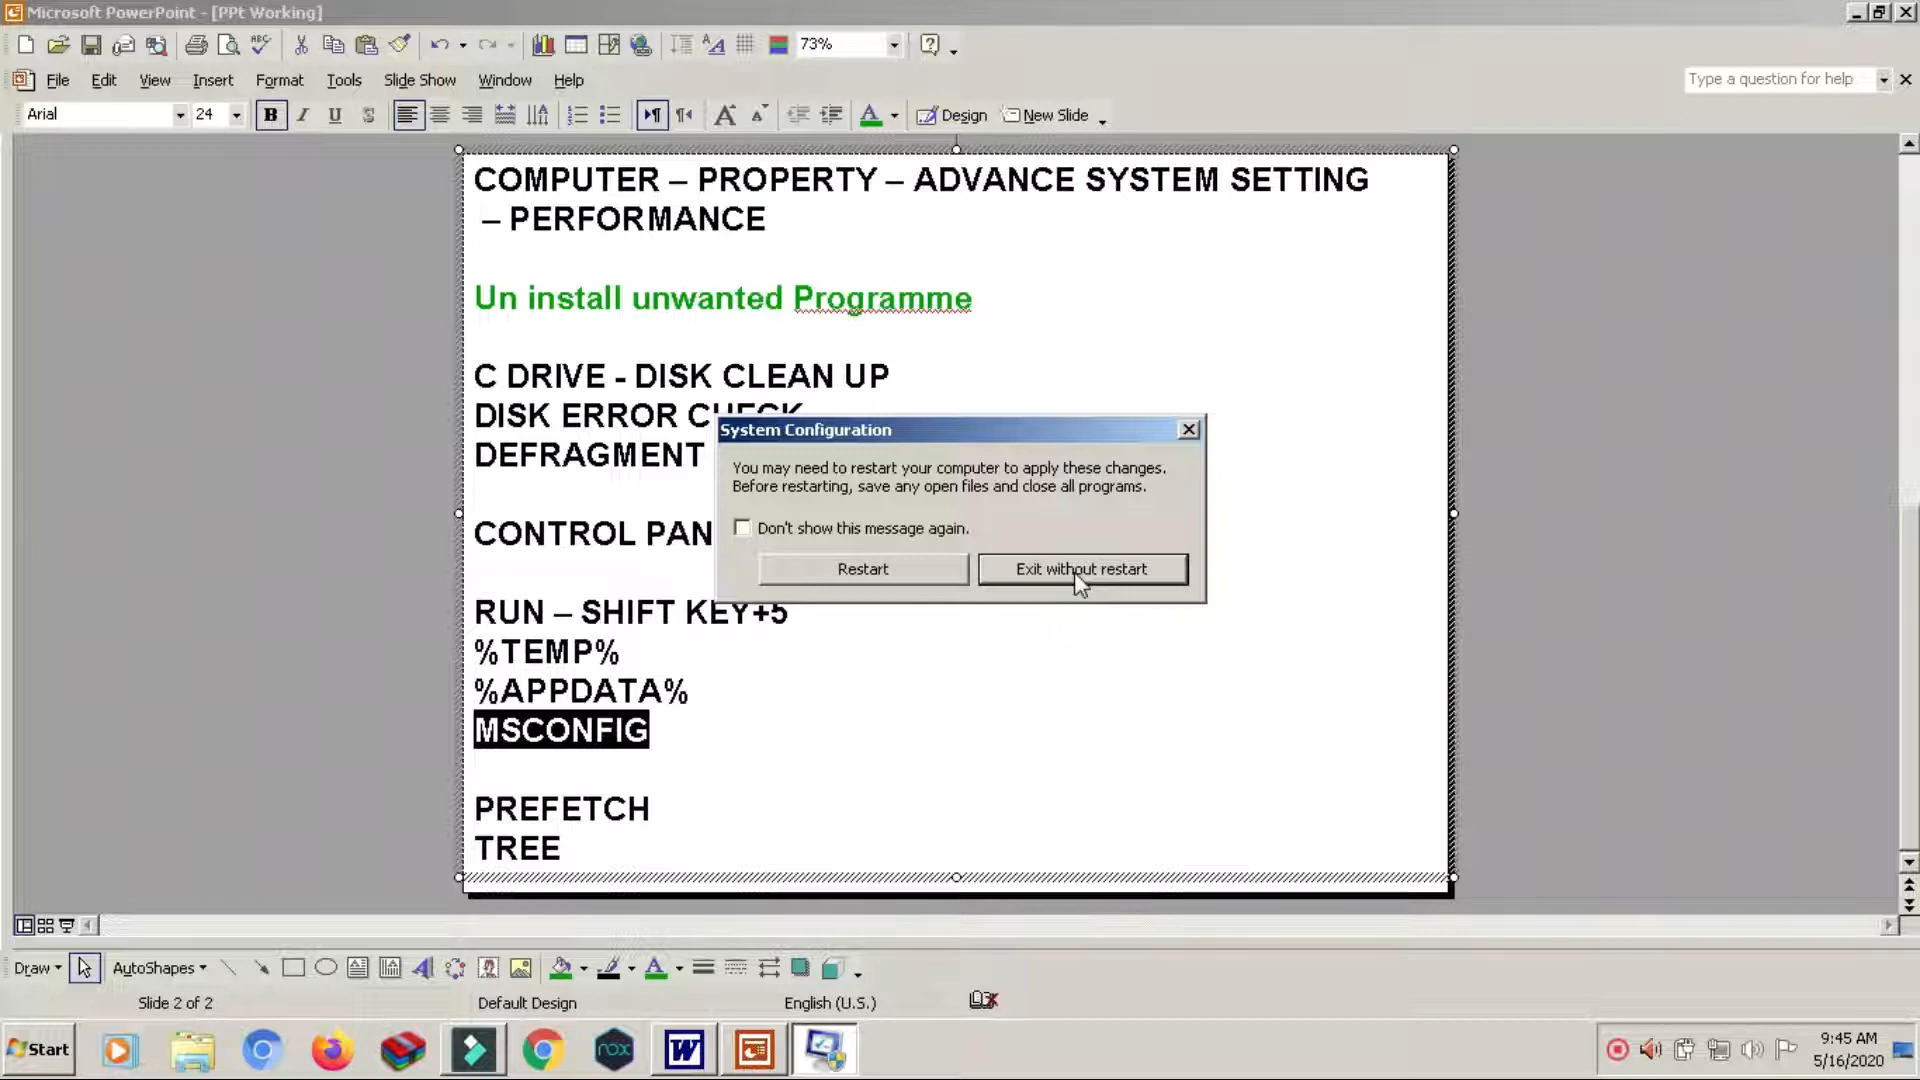 Microsoft PowerPoint - [PPt Working]
73%
File Edit View Insert Format Tools Slide Show Window Help
Type a question for help
Arial 24 B I U S A A A Design New Slide
COMPUTER – PROPERTY – ADVANCE SYSTEM SETTING
– PERFORMANCE
Un install unwanted Programme
C DRIVE - DISK CLEAN UP
DISK ERROR CHECK
DEFRAGMENT
System Configuration
You may need to restart your computer to apply these changes.
Before restarting, save any open files and close all programs.
Don't show this message again.
Restart Exit without restart
CONTROL PAN
RUN – SHIFT KEY+5
%TEMP%
%APPDATA%
MSCONFIG
PREFETCH
TREE
Draw AutoShapes
Slide 2 of 2 Default Design English (U.S.)
Start
nox
W
9:45 AM
5/16/2020